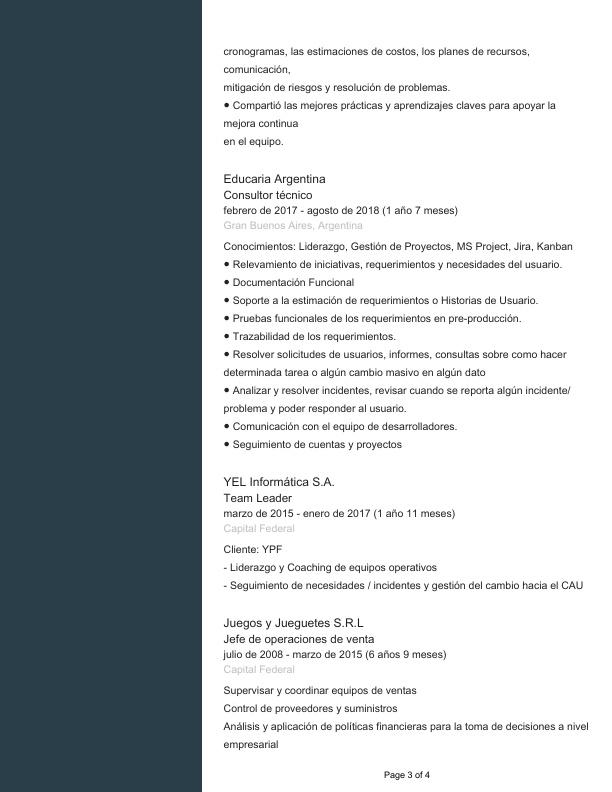 cronogramas, las estimaciones de costos, los planes de recursos,
comunicación,
mitigación de riesgos y resolución de problemas.
● Compartió las mejores prácticas y aprendizajes claves para apoyar la
mejora continua
en el equipo.
Educaria Argentina
Consultor técnico
febrero de 2017 - agosto de 2018 (1 año 7 meses)
Gran Buenos Aires, Argentina
Conocimientos: Liderazgo, Gestión de Proyectos, MS Project, Jira, Kanban
● Relevamiento de iniciativas, requerimientos y necesidades del usuario.
● Documentación Funcional
● Soporte a la estimación de requerimientos o Historias de Usuario.
● Pruebas funcionales de los requerimientos en pre-producción.
● Trazabilidad de los requerimientos.
● Resolver solicitudes de usuarios, informes, consultas sobre como hacer
determinada tarea o algún cambio masivo en algún dato
● Analizar y resolver incidentes, revisar cuando se reporta algún incidente/
problema y poder responder al usuario.
● Comunicación con el equipo de desarrolladores.
● Seguimiento de cuentas y proyectos
YEL Informática S.A.
Team Leader
marzo de 2015 - enero de 2017 (1 año 11 meses)
Capital Federal
Cliente: YPF
- Liderazgo y Coaching de equipos operativos
- Seguimiento de necesidades / incidentes y gestión del cambio hacia el CAU
Juegos y Jueguetes S.R.L
Jefe de operaciones de venta
julio de 2008 - marzo de 2015 (6 años 9 meses)
Capital Federal
Supervisar y coordinar equipos de ventas
Control de proveedores y suministros
Análisis y aplicación de políticas financieras para la toma de decisiones a nivel
empresarial
Page 3 of 4